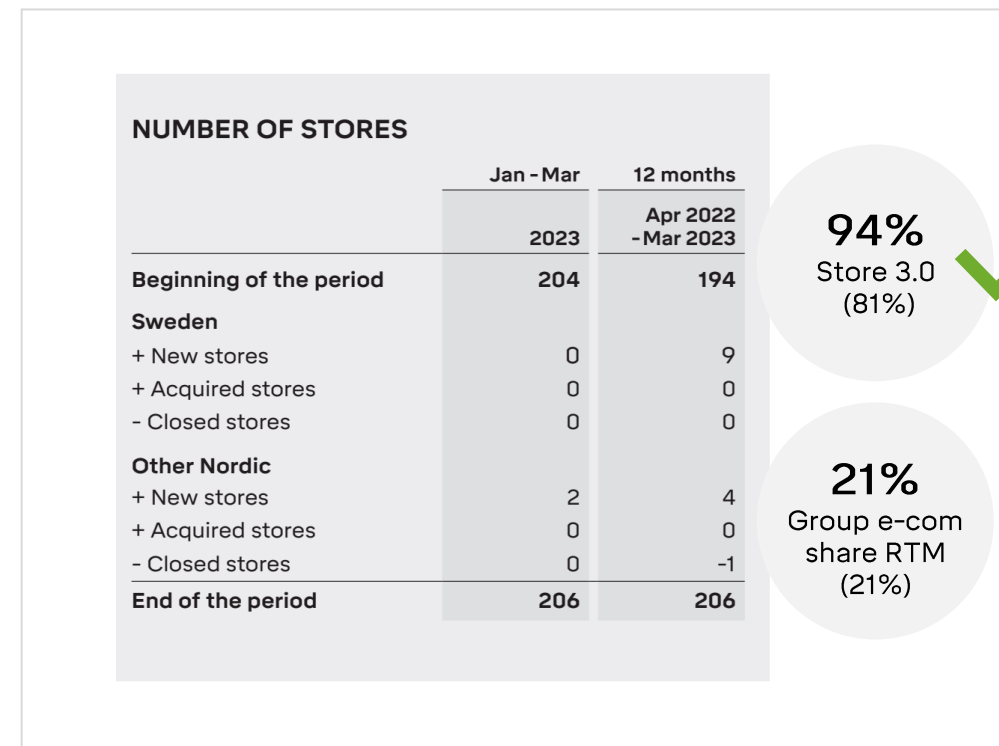 NUMBER OF STORES
Jan - Mar 12 months
2023 Apr 2022 - Mar 2023
Beginning of the period 204 194
Sweden
+ New stores 0 9
+ Acquired stores 0 0
- Closed stores 0 0
Other Nordic
+ New stores 2 4
+ Acquired stores 0 0
- Closed stores 0 -1
End of the period 206 206
94%
Store 3.0
(81%)
21%
Group e-com
share RTM
(21%)